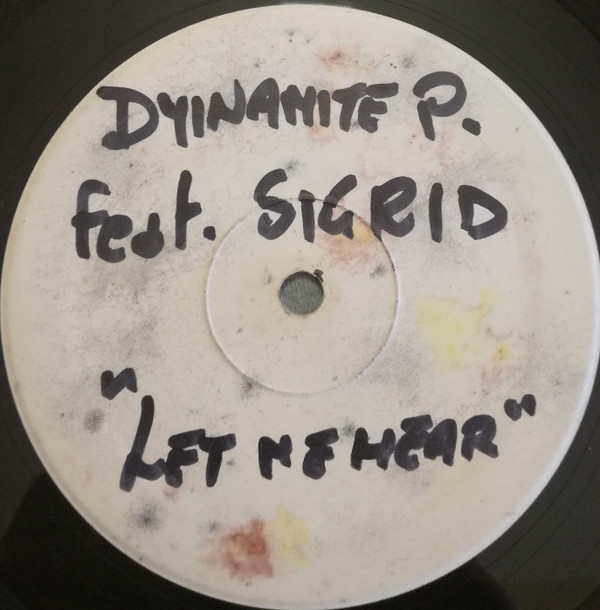 DYINAMITE P.
feat. SIGRID
"LET ME HEAR"